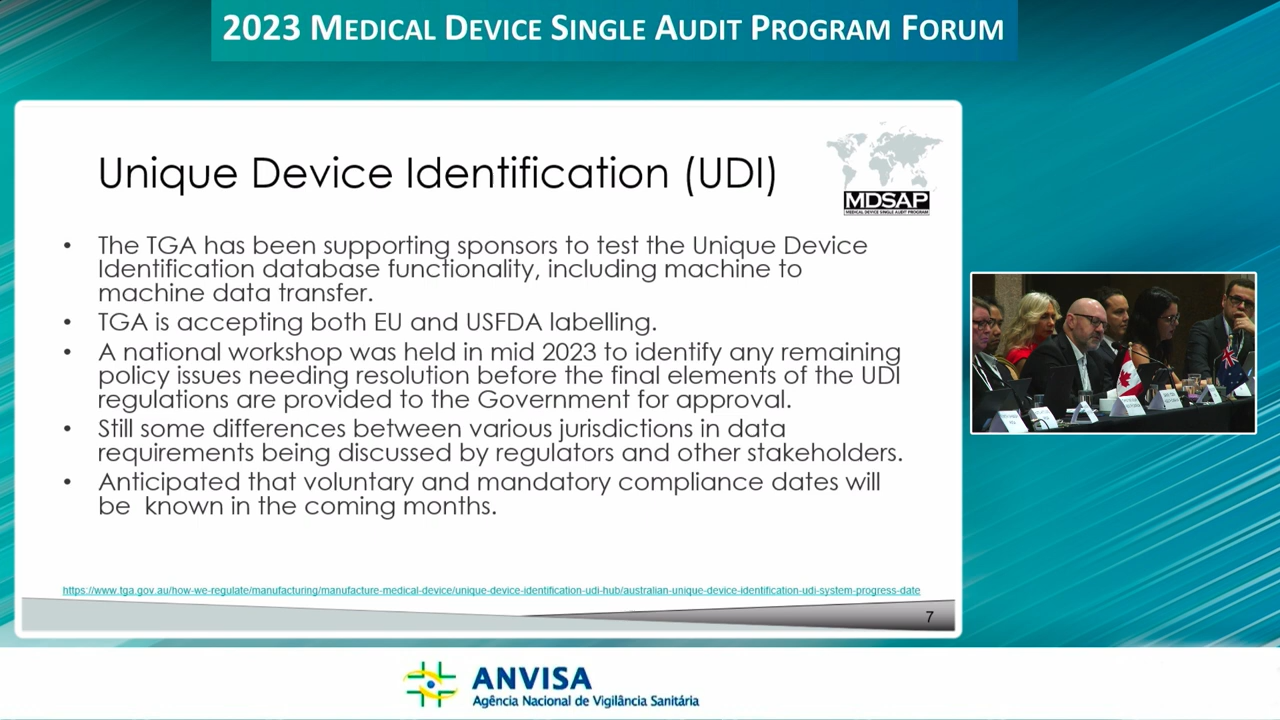 2023 MEDICAL DEVICE SINGLE AUDIT PROGRAM FORUM
Unique Device Identification (UDI)
MDSAP
MEDICAL DEVICE SINGLE AUDIT PROGRAM
• The TGA has been supporting sponsors to test the Unique Device
Identification database functionality, including machine to
machine data transfer.
• TGA is accepting both EU and USFDA labelling.
• A national workshop was held in mid 2023 to identify any remaining
policy issues needing resolution before the final elements of the UDI
regulations are provided to the Government for approval.
• Still some differences between various jurisdictions in data
requirements being discussed by regulators and other stakeholders.
• Anticipated that voluntary and mandatory compliance dates will
be  known in the coming months.
https://www.tga.gov.au/how-we-regulate/manufacturing/manufacture-medical-device/unique-device-identification-udi-hub/australian-unique-device-identification-udi-system-progress-date
7
ANVISA
Agência Nacional de Vigilância Sanitária